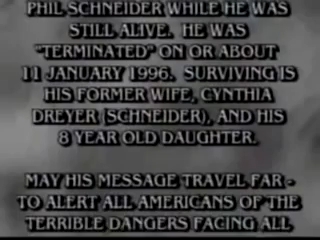 PHIL SCHNEIDER WHILE HE WAS
STILL ALIVE. HE WAS
"TERMINATED" ON OR ABOUT
11 JANUARY 1996. SURVIVING IS
HIS FORMER WIFE, CYNTHIA
DREYER (SCHNEIDER), AND HIS
8 YEAR OLD DAUGHTER.
MAY HIS MESSAGE TRAVEL FAR -
TO ALERT ALL AMERICANS OF THE
TERRIBLE DANGERS FACING ALL